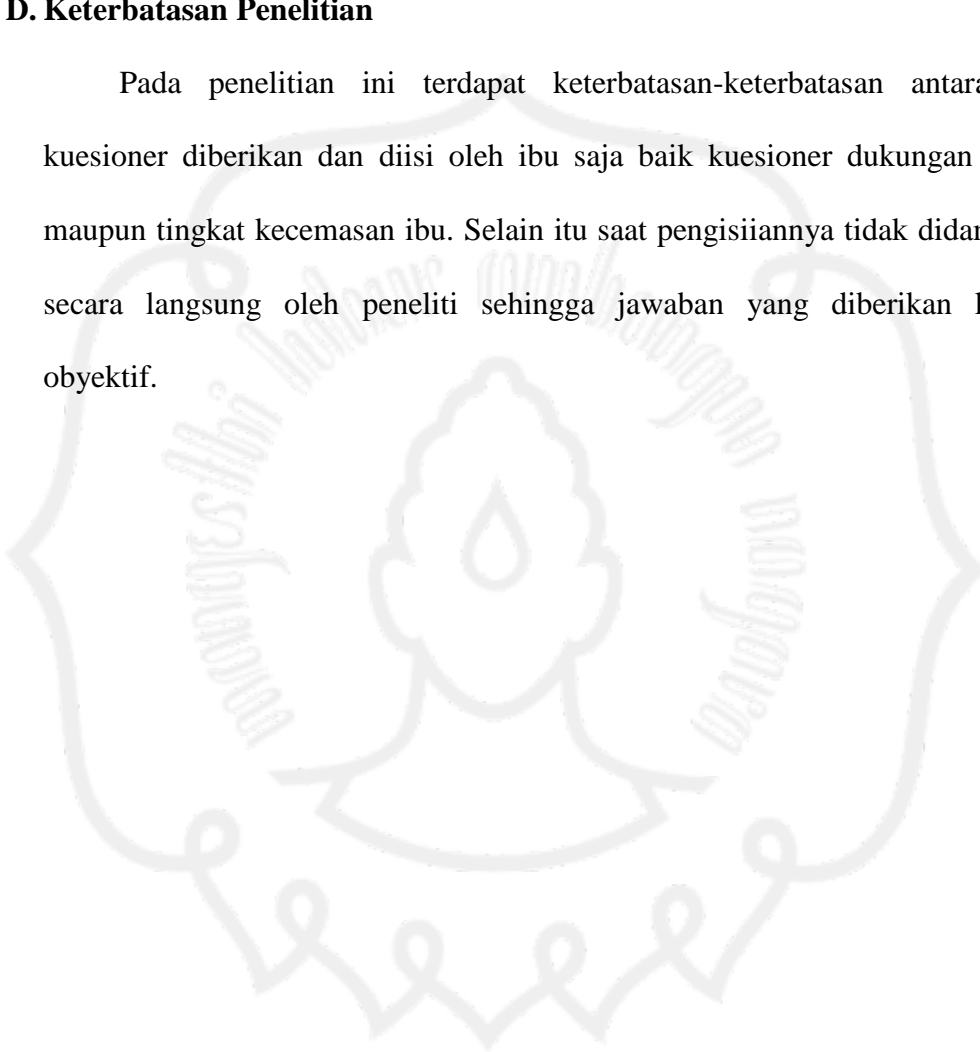 D. Keterbatasan Penelitian
Pada penelitian ini terdapat keterbatasan-keterbatasan
kuesioner diberikan dan diisi oleh ibu saja baik kuesioner dukungan
maupun tingkat kecemasan ibu. Selain itu saat pengisiiannya tidak
secara langsung oleh peneliti sehingga jawaban yang diberikan
obyektif.